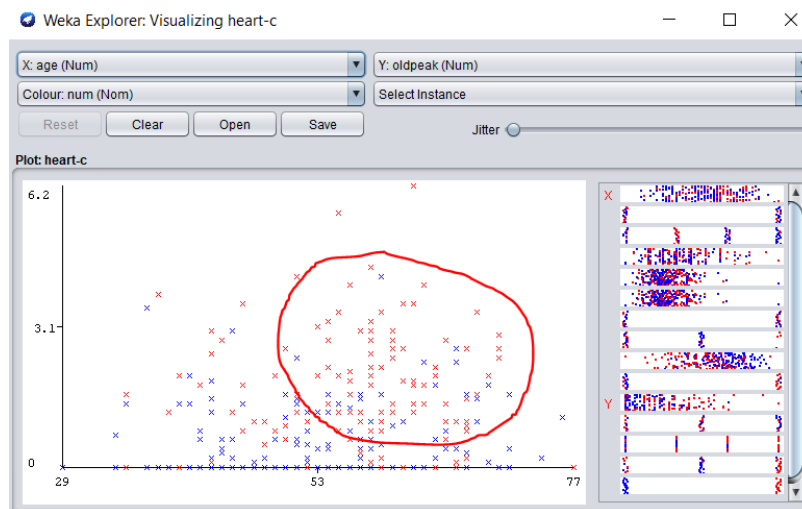 Weka Explorer: Visualizing heart-c
X: age (Num) Y: oldpeak (Num)
Colour: num (Nom) Select Instance
Reset Clear Open Save Jitter
Plot: heart-c
6.2
3.1
0
29 53 77
X
Y